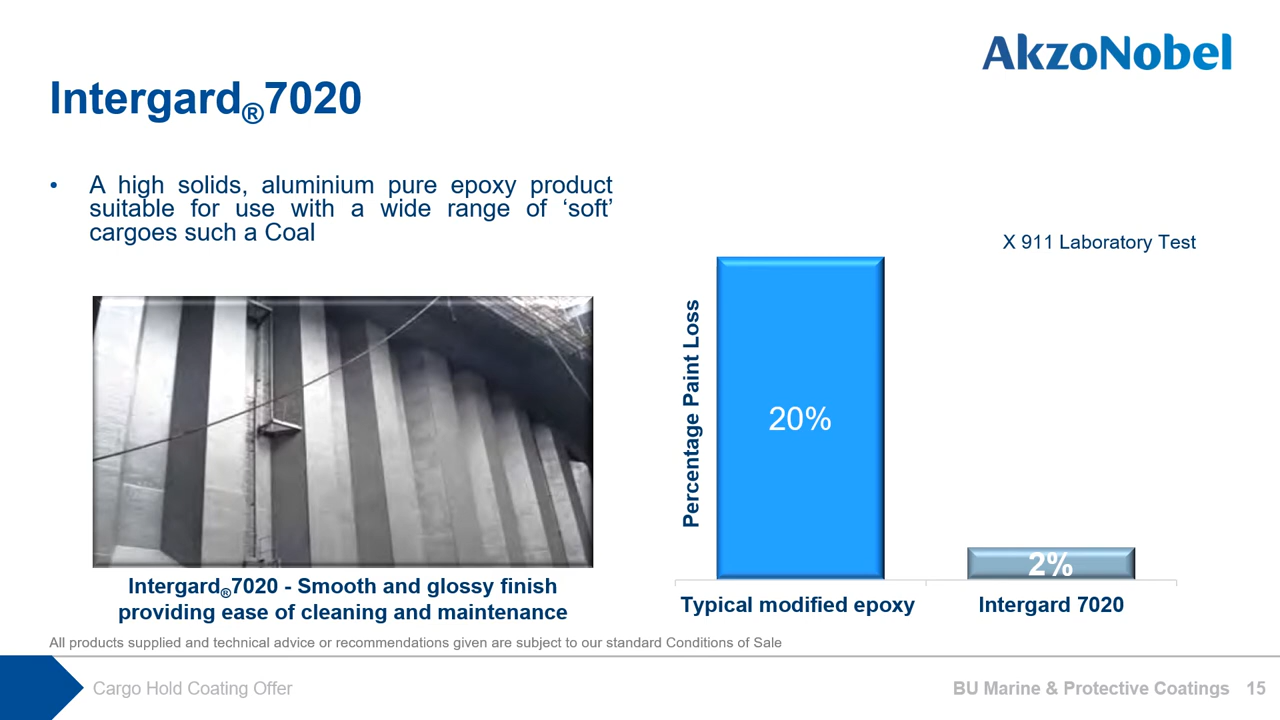 AkzoNobel
Intergard®7020
• A high solids, aluminium pure epoxy product
suitable for use with a wide range of ‘soft’
cargoes such a Coal
X 911 Laboratory Test
Percentage Paint Loss
20%
2%
Typical modified epoxy
Intergard 7020
Intergard®7020 - Smooth and glossy finish
providing ease of cleaning and maintenance
All products supplied and technical advice or recommendations given are subject to our standard Conditions of Sale
Cargo Hold Coating Offer
BU Marine & Protective Coatings 15